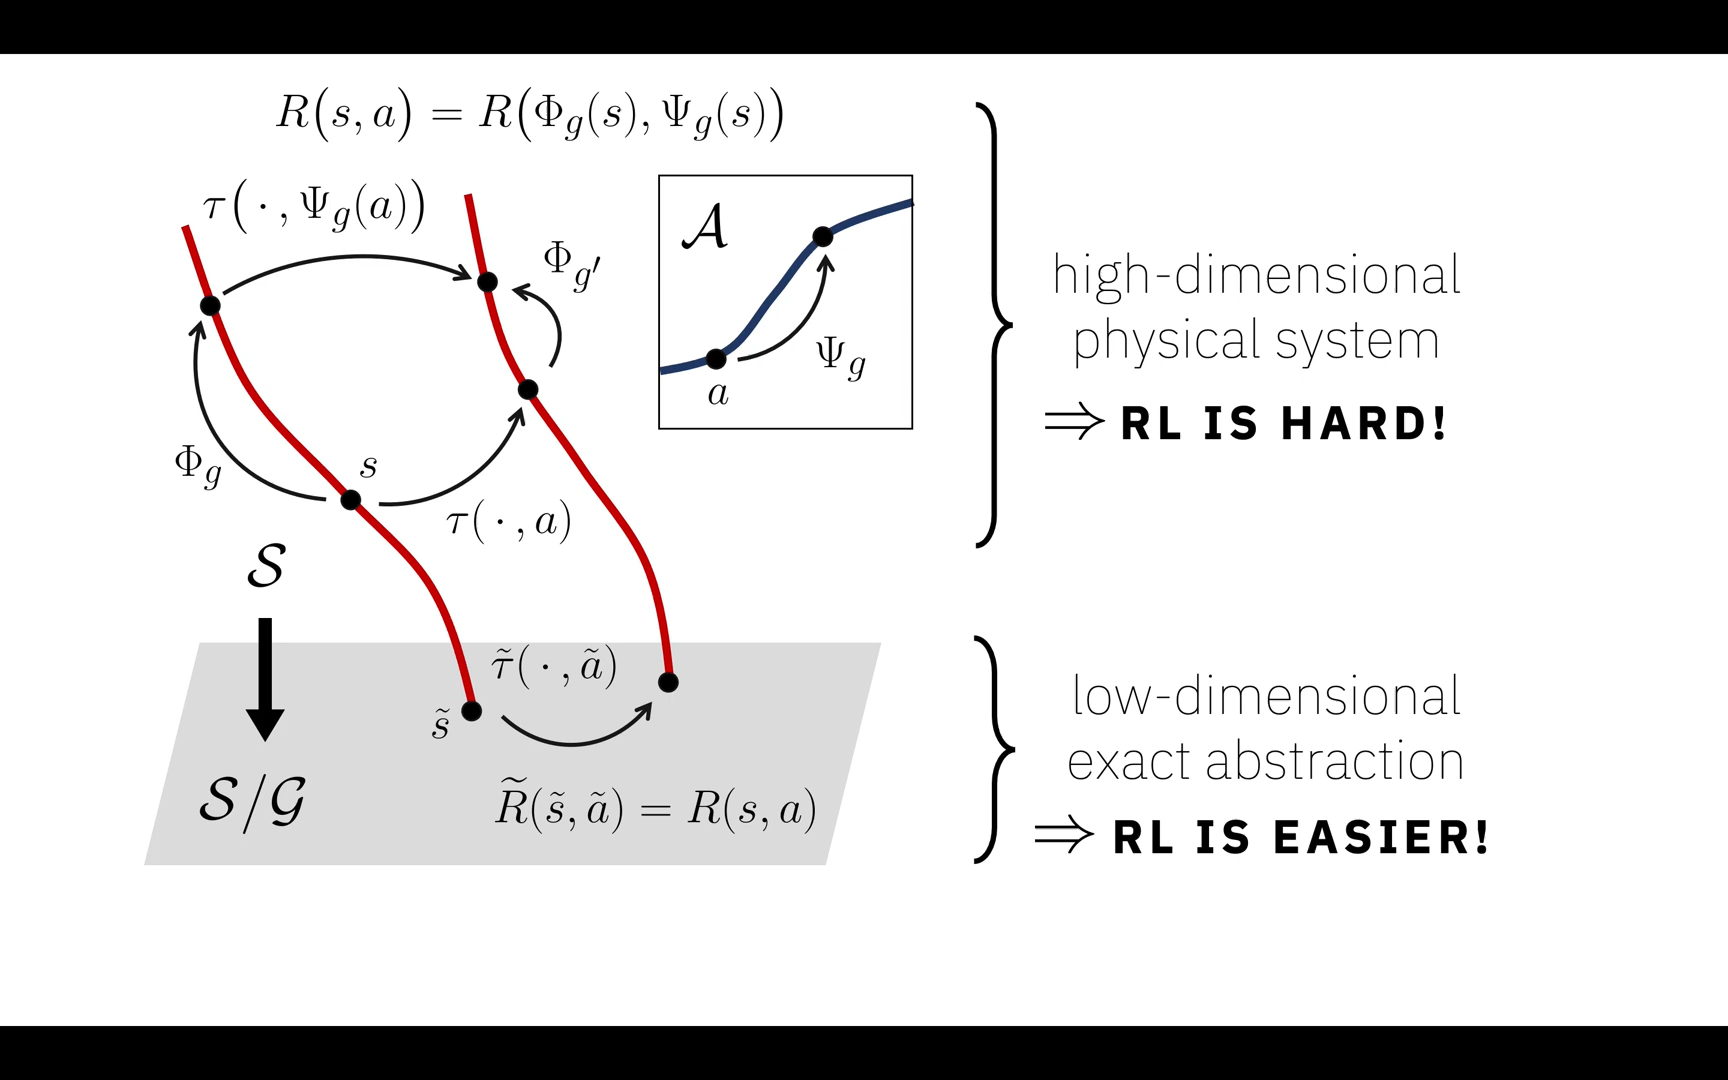 R(s, a) = R(Φ_g(s), Ψ_g(s))
τ( · , Ψ_g(a))
Φ_g′
𝒜
Ψ_g
a
Φ_g
s
τ( · , a)
𝒮
τ̃( · , ã)
s̃
𝒮/𝒢
R̃(s̃, ã) = R(s, a)
high-dimensional
physical system
⇒ RL IS HARD!
low-dimensional
exact abstraction
⇒ RL IS EASIER!